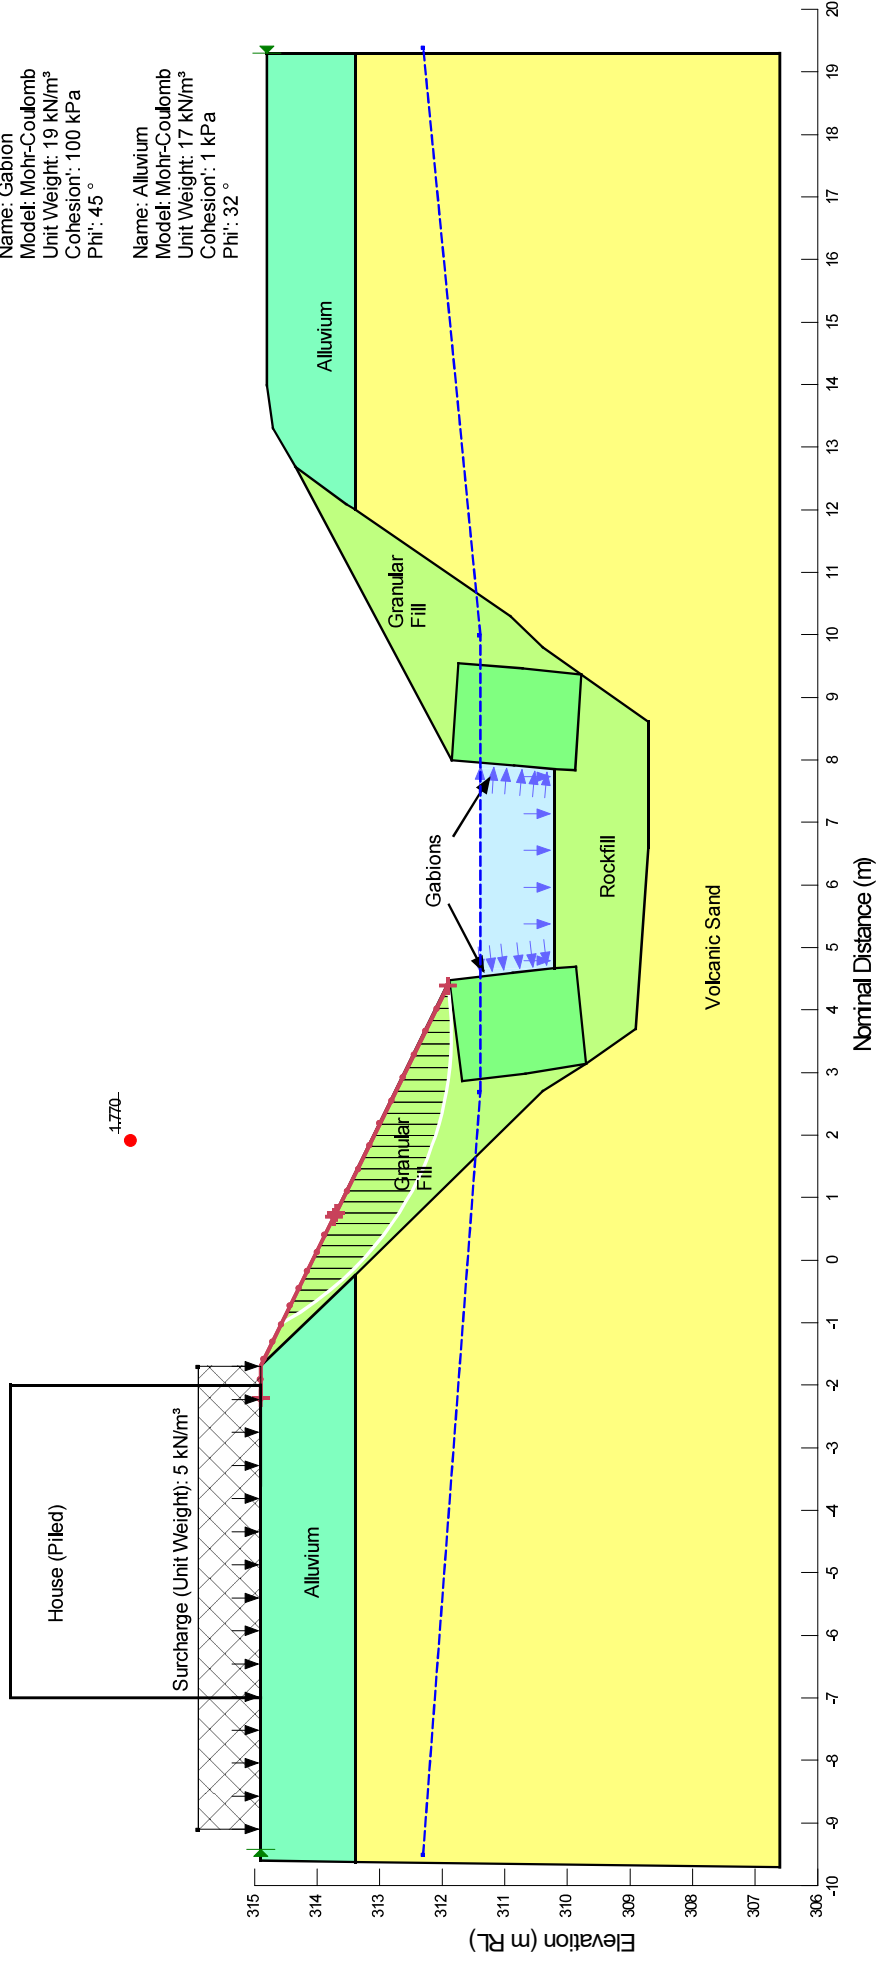 Name: Gabion
Model: Mohr-Coulomb
Unit Weight: 19 kN/m³
Cohesion': 100 kPa
Phi': 45 °
Name: Alluvium
Model: Mohr-Coulomb
Unit Weight: 17 kN/m³
Cohesion': 1 kPa
Phi': 32 °
1.770
House (Piled)
Surcharge (Unit Weight): 5 kN/m³
Alluvium
Granular
Fill
Gabions
Granular
Fill
Alluvium
Rockfill
Volcanic Sand
Elevation (m RL)
315
314
313
312
311
310
309
308
307
306
-10
-9
-8
-7
-6
-5
-4
-3
-2
-1
0
1
2
3
4
5
6
7
8
9
10
11
12
13
14
15
16
17
18
19
20
Nominal Distance (m)